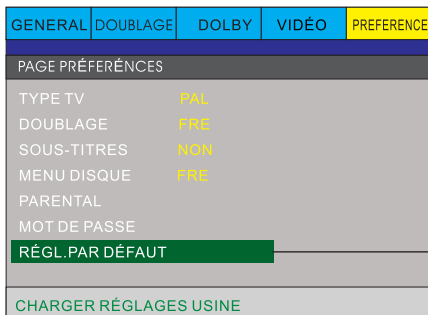 GENERAL DOUBLAGE DOLBY VIDÉO PREFERENCE
PAGE PRÉFERÉNCES
TYPE TV PAL
DOUBLAGE FRE
SOUS-TITRES NON
MENU DISQUE FRE
PARENTAL
MOT DE PASSE
RÉGL.PAR DÉFAUT
CHARGER RÉGLAGES USINE